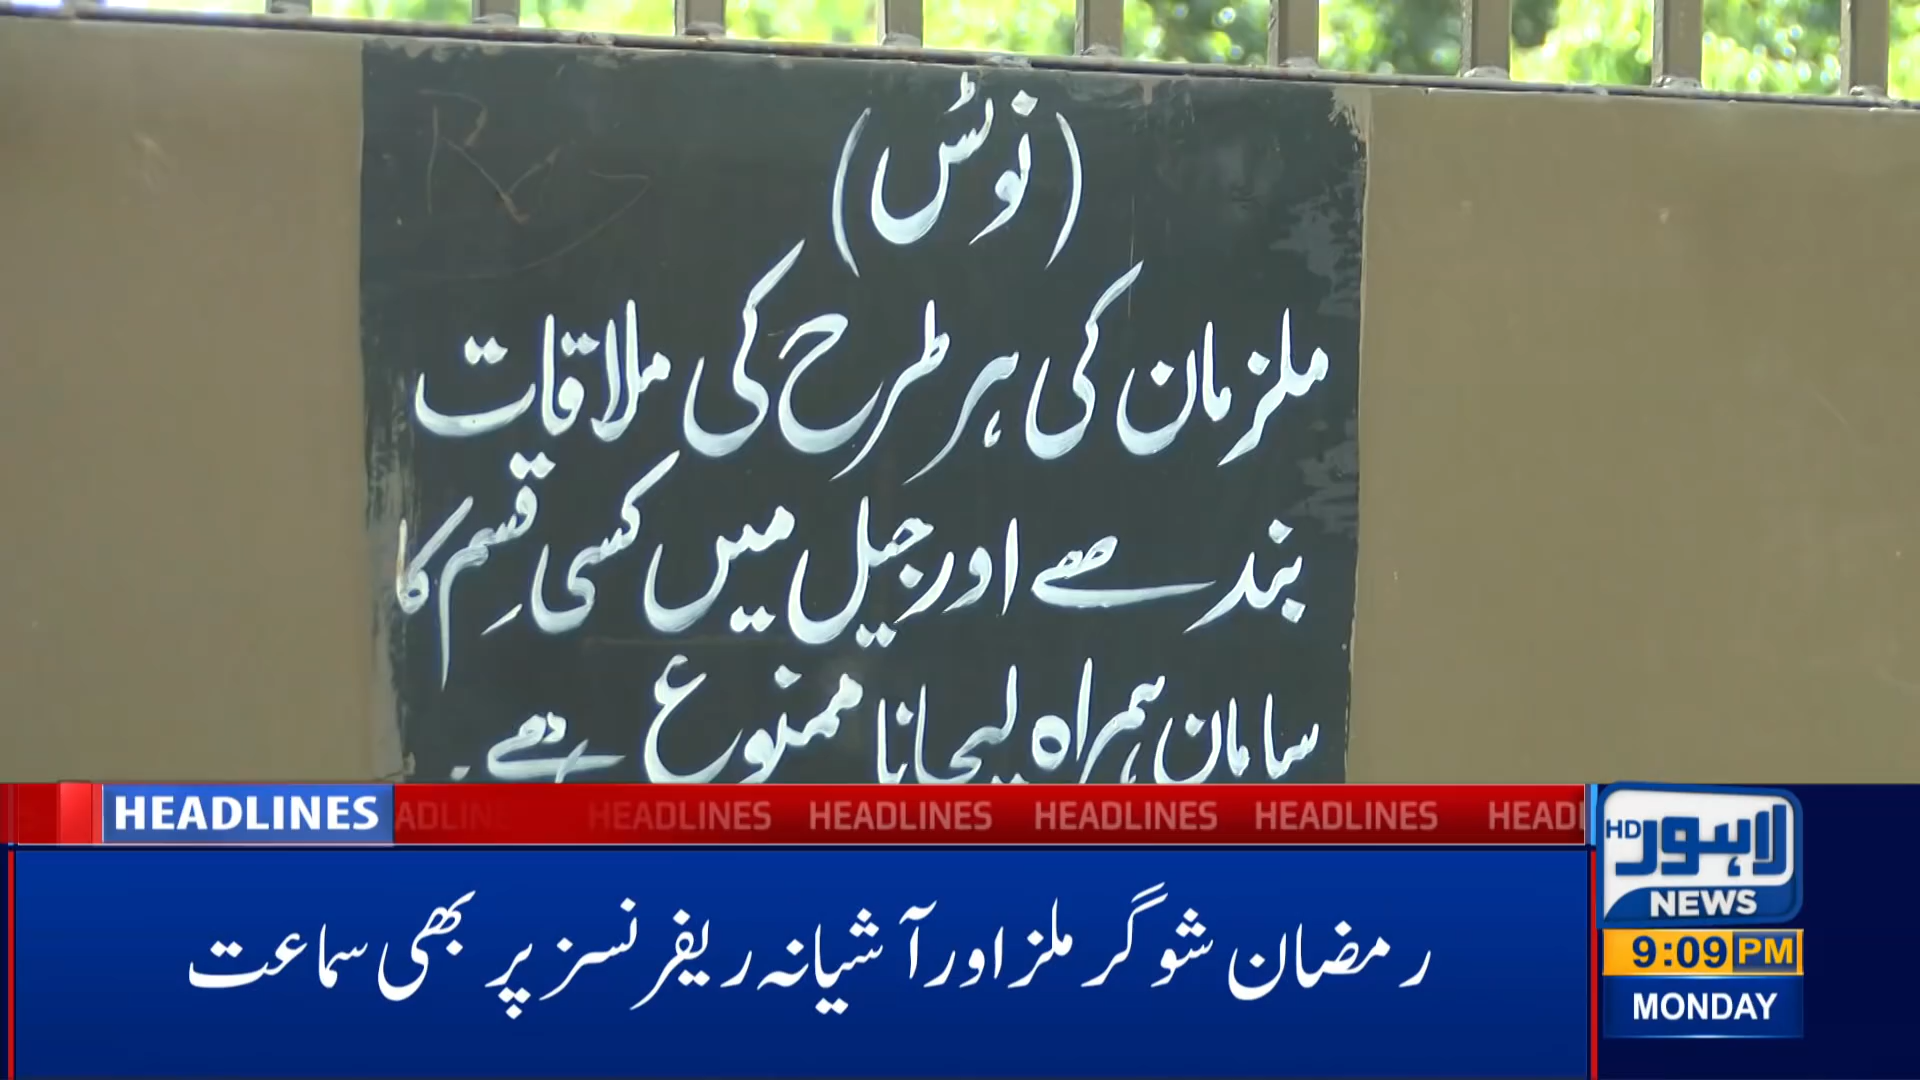 (نوٹس)
ملزمان کی ہر طرح کی ملاقات
بند ہے اور جیل میں کسی قسم کا
سامان ہمراہ لیجانا ممنوع ہے۔
HEADLINES
ADLINE HEADLINES HEADLINES HEADLINES HEADLINES HEADI
رمضان شوگر ملز اور آشیانہ ریفرنسز پر بھی سماعت
لاہور HD
NEWS
9:09 PM
MONDAY